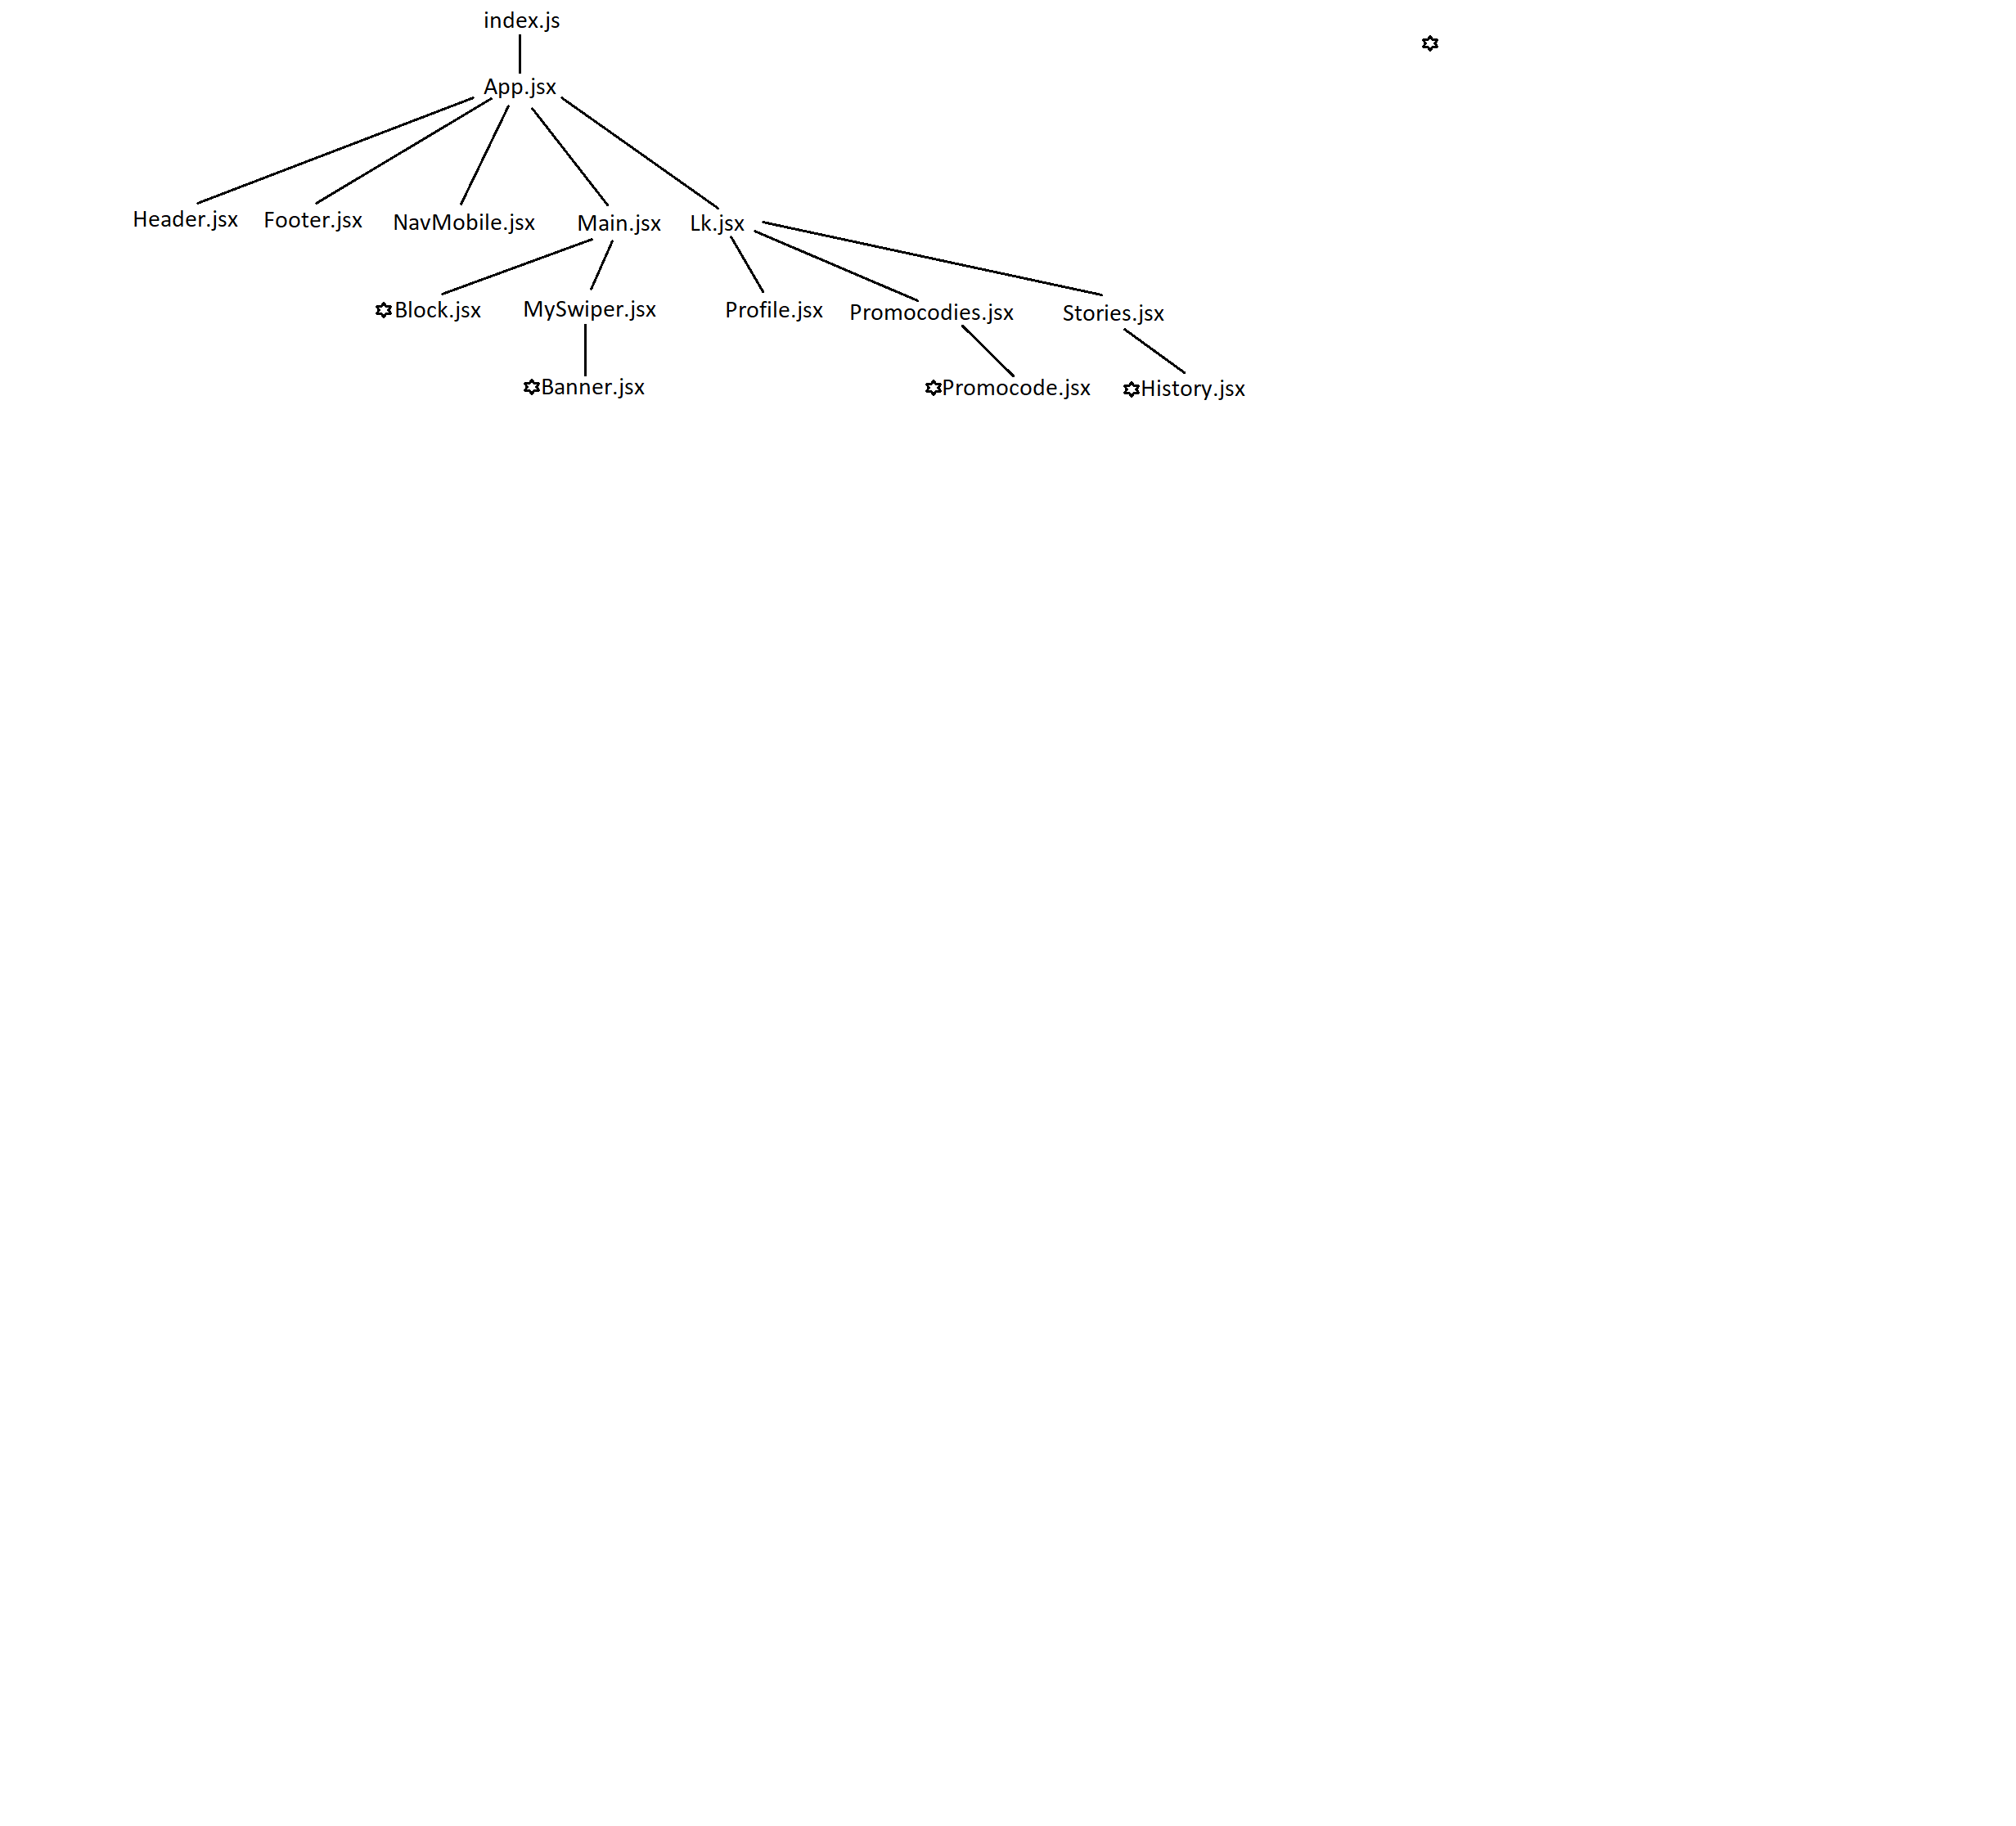 index.js
App.jsx
Header.jsx Footer.jsx NavMobile.jsx Main.jsx Lk.jsx
Block.jsx MySwiper.jsx Profile.jsx Promocodies.jsx Stories.jsx
Banner.jsx Promocode.jsx History.jsx